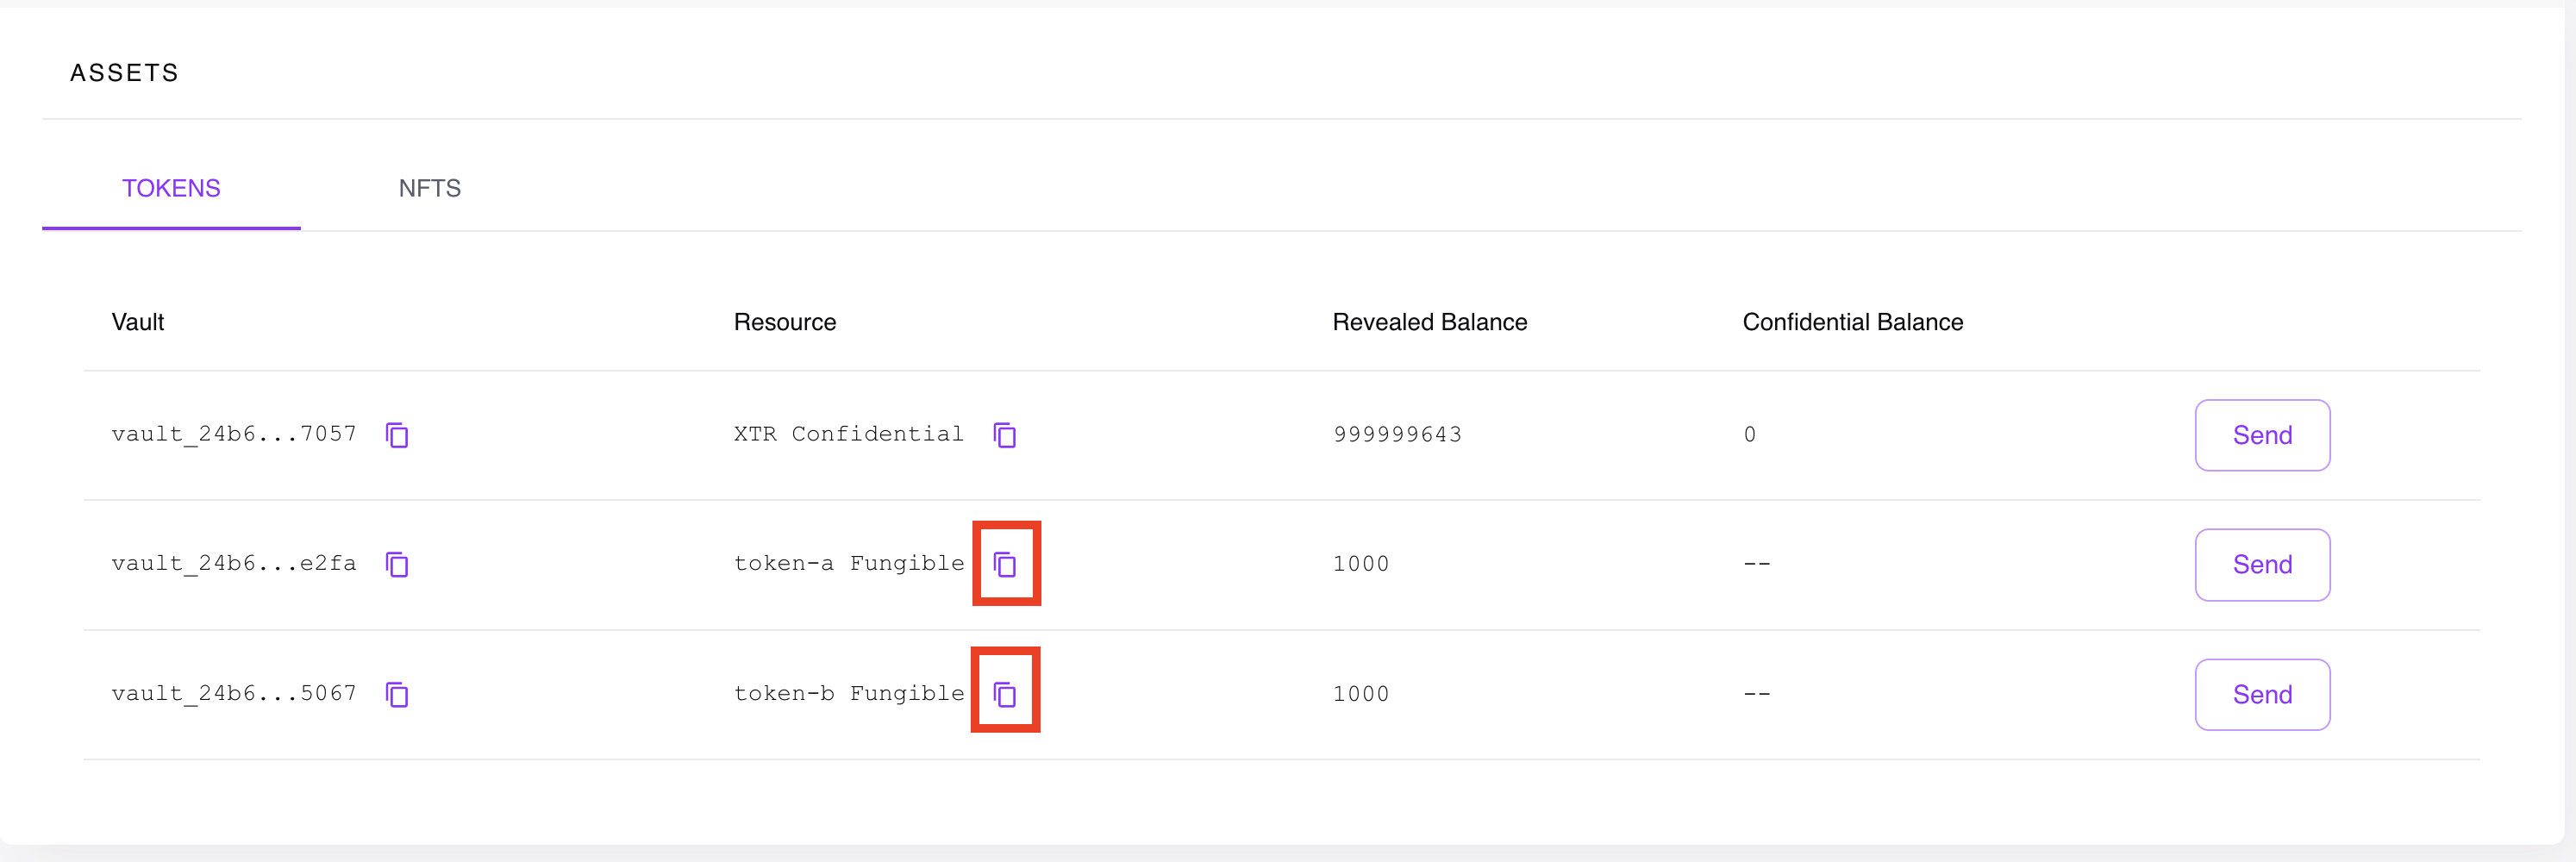 ASSETS
TOKENS NFTS
Vault Resource Revealed Balance Confidential Balance
vault_24b6...7057 XTR Confidential 999999643 0 Send
vault_24b6...e2fa token-a Fungible 1000 -- Send
vault_24b6...5067 token-b Fungible 1000 -- Send